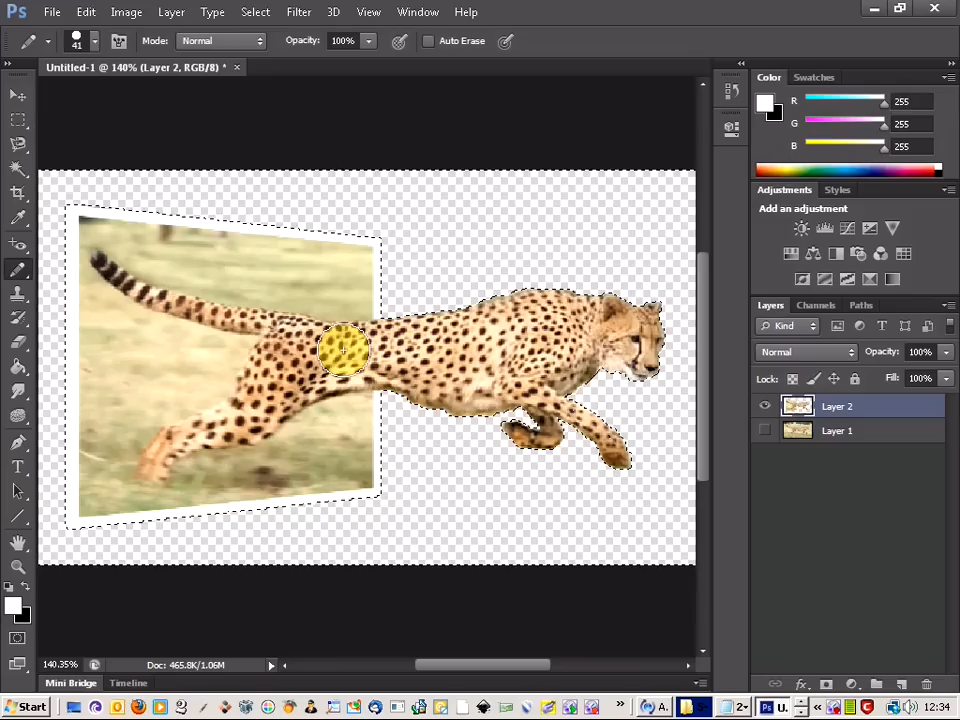 Ps File Edit Image Layer Type Select Filter 3D View Window Help
41 Mode: Normal Opacity: 100% Auto Erase
Untitled-1 @ 140% (Layer 2, RGB/8) * ×
Color Swatches
R 255
G 255
B 255
Adjustments Styles
Add an adjustment
Layers Channels Paths
Kind
Normal Opacity: 100%
Lock: Fill: 100%
Layer 2
Layer 1
140.35% Doc: 465.8K/1.06M
Mini Bridge Timeline
Start A. U. 12:34